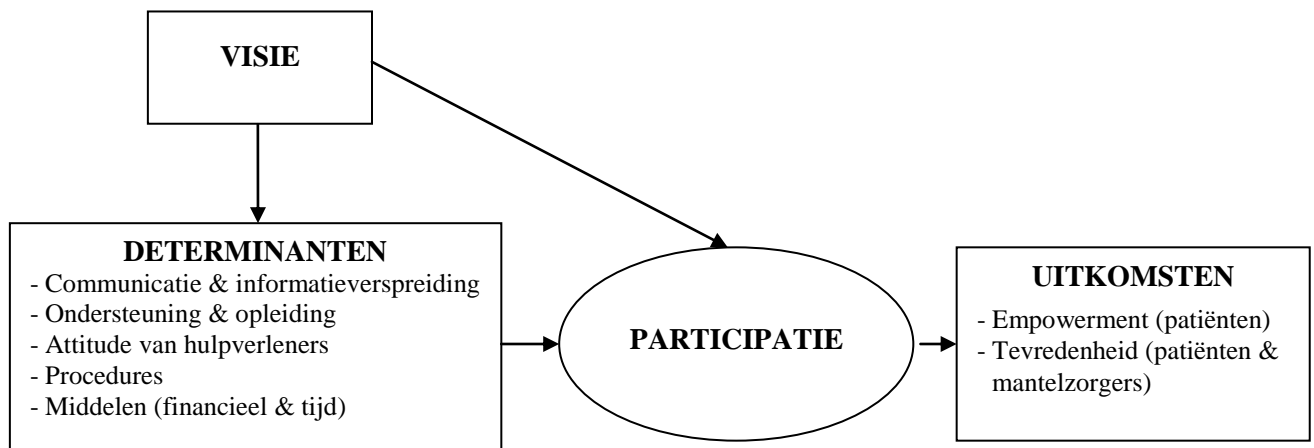 VISIE
DETERMINANTEN
- Communicatie & informatieverspreiding
- Ondersteuning & opleiding
- Attitude van hulpverleners
- Procedures
- Middelen (financieel & tijd)
PARTICIPATIE
UITKOMSTEN
- Empowerment (patiënten)
- Tevredenheid (patiënten &
mantelzorgers)